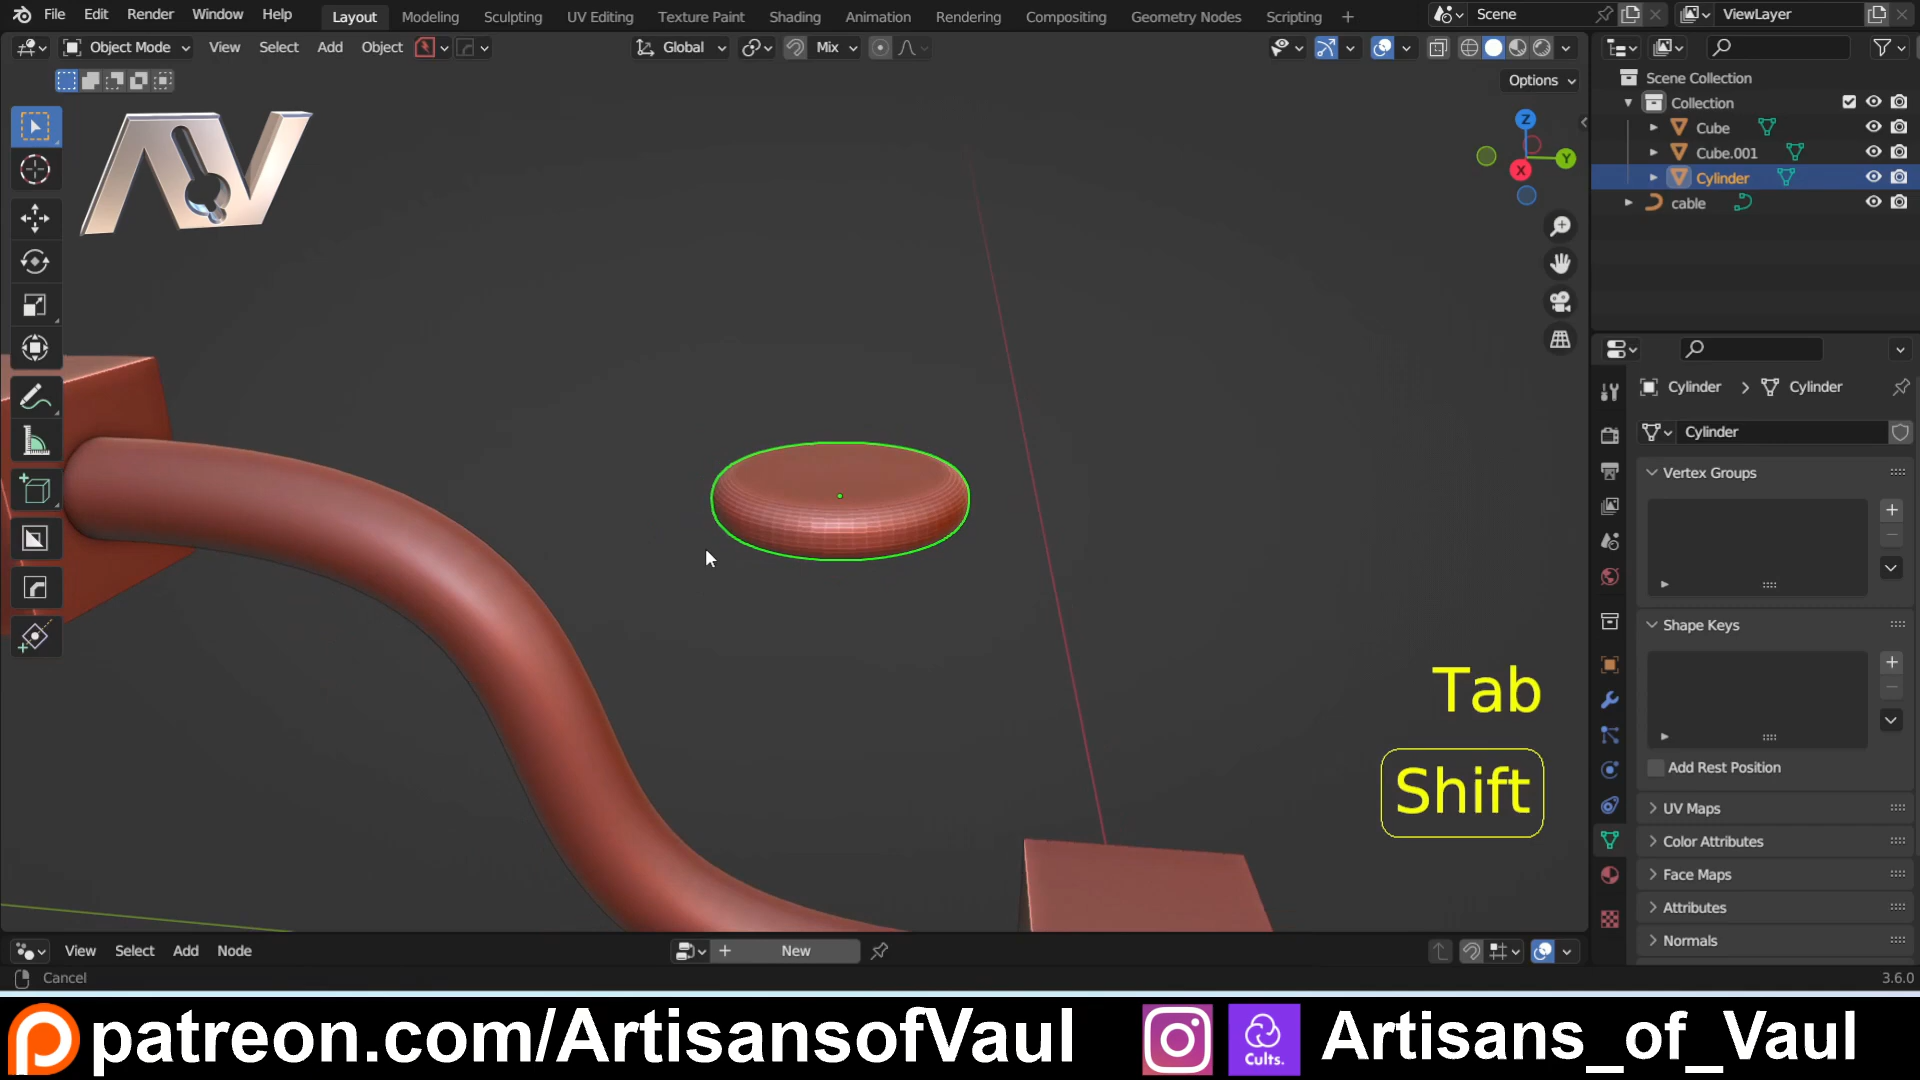 File Edit Render Window Help Layout Modeling Sculpting UV Editing Texture Paint Shading Animation Rendering Compositing Geometry Nodes Scripting + Scene ViewLayer
Object Mode View Select Add Object Global Mix
Options
Scene Collection
Collection
Cube
Cube.001
Cylinder
cable
Z
Y
X
Cylinder > Cylinder
Cylinder
Vertex Groups
Shape Keys
Add Rest Position
UV Maps
Color Attributes
Face Maps
Attributes
Normals
Tab
Shift
View Select Add Node New
Cancel 3.6.0
patreon.com/ArtisansofVaul Cults. Artisans_of_Vaul